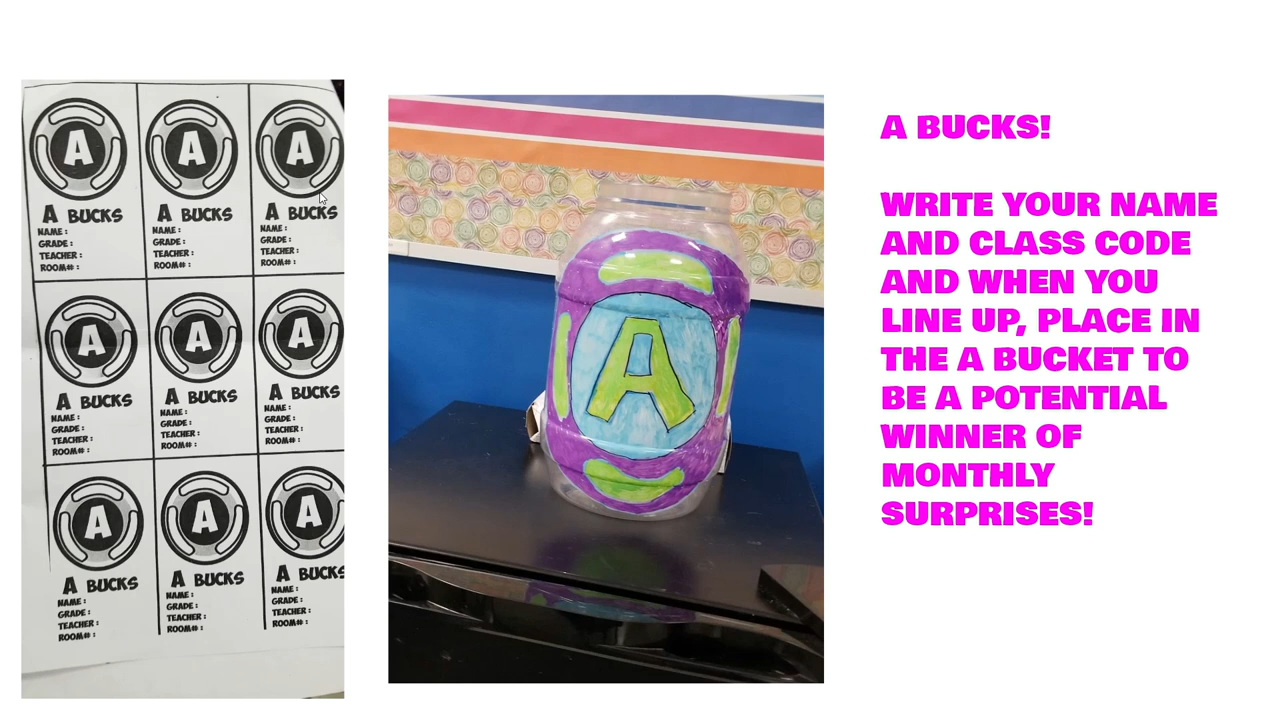 A A A
A BUCKS A BUCKS A BUCKS
NAME : NAME : NAME :
GRADE : GRADE : GRADE :
TEACHER : TEACHER : TEACHER :
ROOM# : ROOM# : ROOM# :
A A A
A BUCKS A BUCKS A BUCKS
NAME : NAME : NAME :
GRADE : GRADE : GRADE :
TEACHER : TEACHER : TEACHER :
ROOM# : ROOM# : ROOM# :
A A A
A BUCKS A BUCKS A BUCKS
NAME : NAME : NAME :
GRADE : GRADE : GRADE :
TEACHER : TEACHER : TEACHER :
ROOM# : ROOM# : ROOM# :
A
A BUCKS!
WRITE YOUR NAME
AND CLASS CODE
AND WHEN YOU
LINE UP, PLACE IN
THE A BUCKET TO
BE A POTENTIAL
WINNER OF
MONTHLY
SURPRISES!